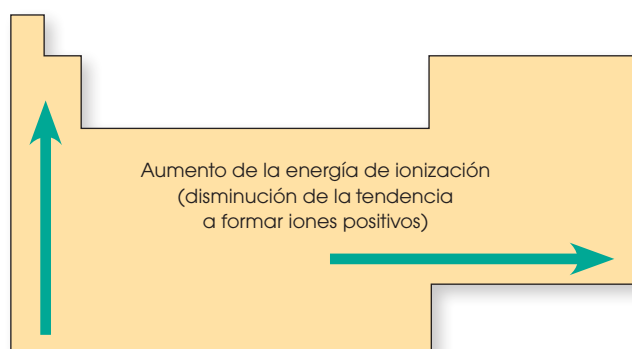 Aumento de la energía de ionización
(disminución de la tendencia
a formar iones positivos)